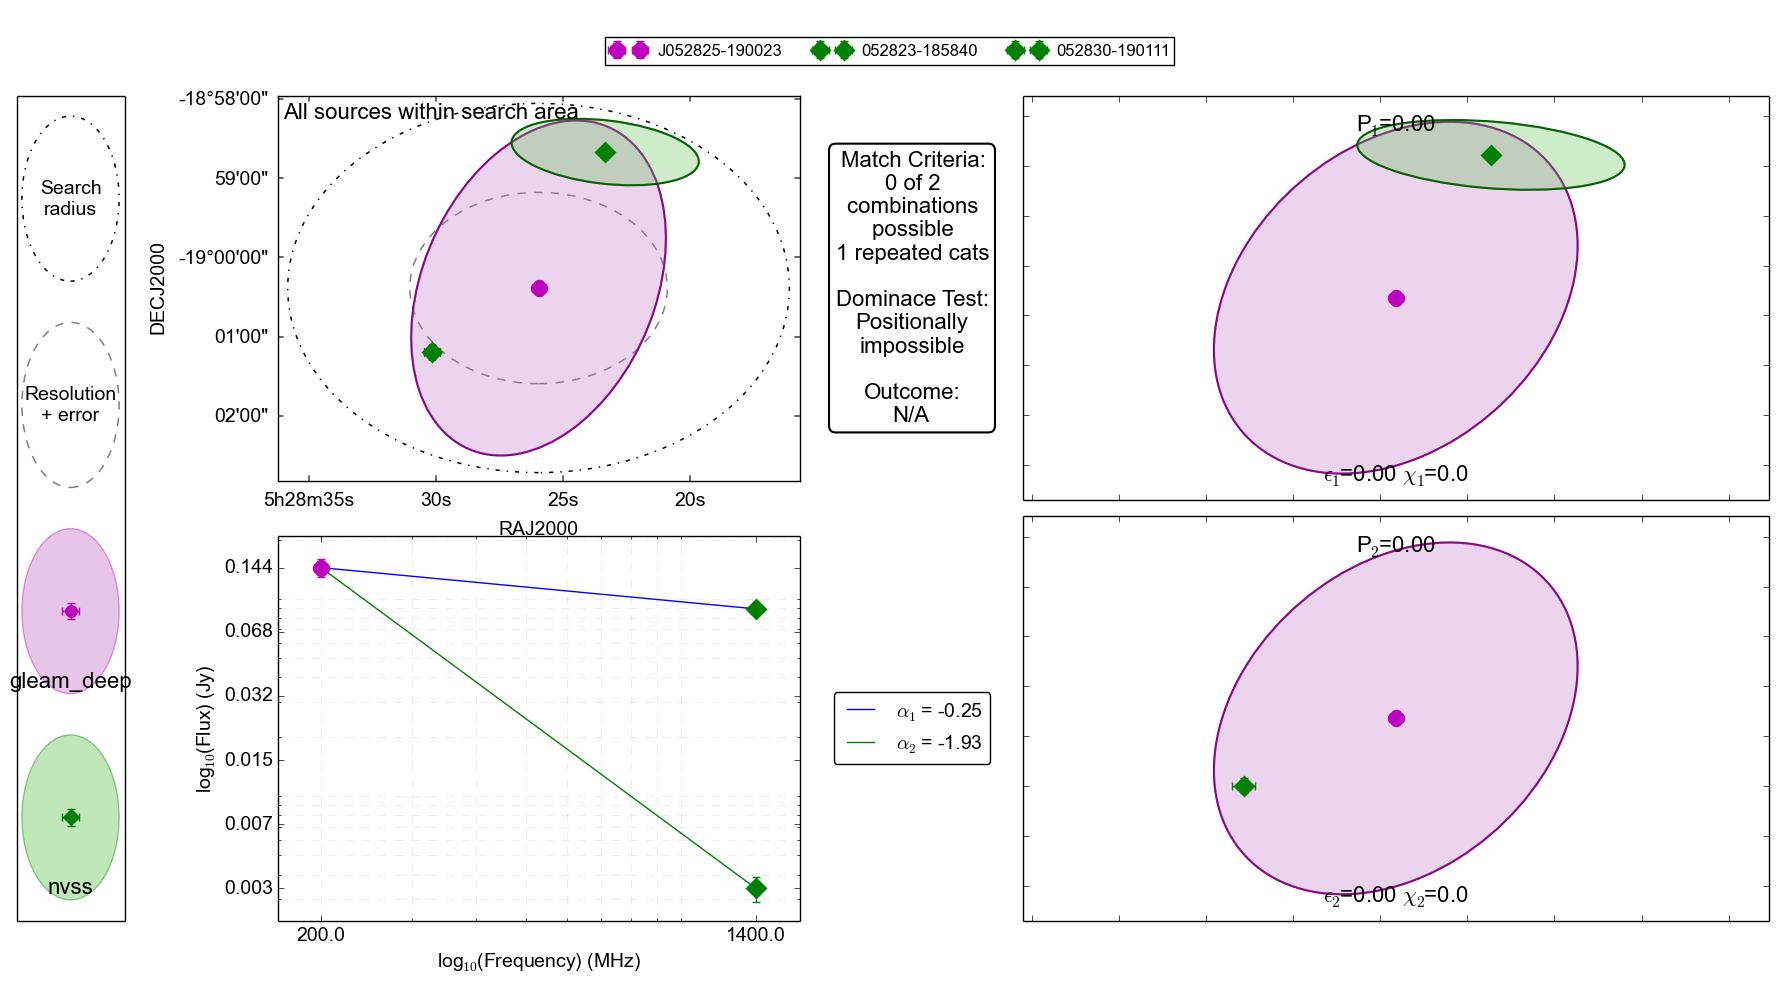 J052825-190023 052823-185840 052830-190111
Search
radius
Resolution
+ error
gleam_deep
nvss
All sources within search area
DECJ2000
-18°58'00"
59'00"
-19°00'00"
01'00"
02'00"
5h28m35s 30s 25s 20s
RAJ2000
Match Criteria:
0 of 2
combinations
possible
1 repeated cats
Dominace Test:
Positionally
impossible
Outcome:
N/A
P₁=0.00
ϵ₁=0.00 χ₁=0.0
log₁₀(Flux) (Jy)
0.144
0.068
0.032
0.015
0.007
0.003
200.0 1400.0
log₁₀(Frequency) (MHz)
α₁ = -0.25
α₂ = -1.93
P₂=0.00
ϵ₂=0.00 χ₂=0.0